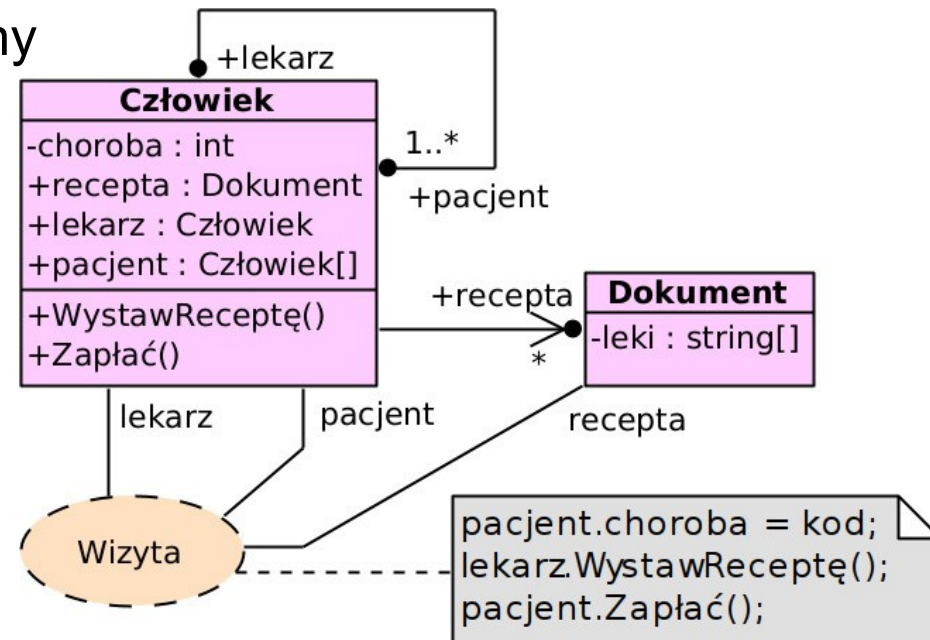 +lekarz
Człowiek
-choroba : int
+recepta : Dokument
+lekarz : Człowiek
+pacjent : Człowiek[]
+WystawReceptę()
+Zapłać()
1..*
+pacjent
+recepta
*
Dokument
-leki : string[]
lekarz
pacjent
recepta
Wizyta
pacjent.choroba = kod;
lekarz.WystawReceptę();
pacjent.Zapłać();